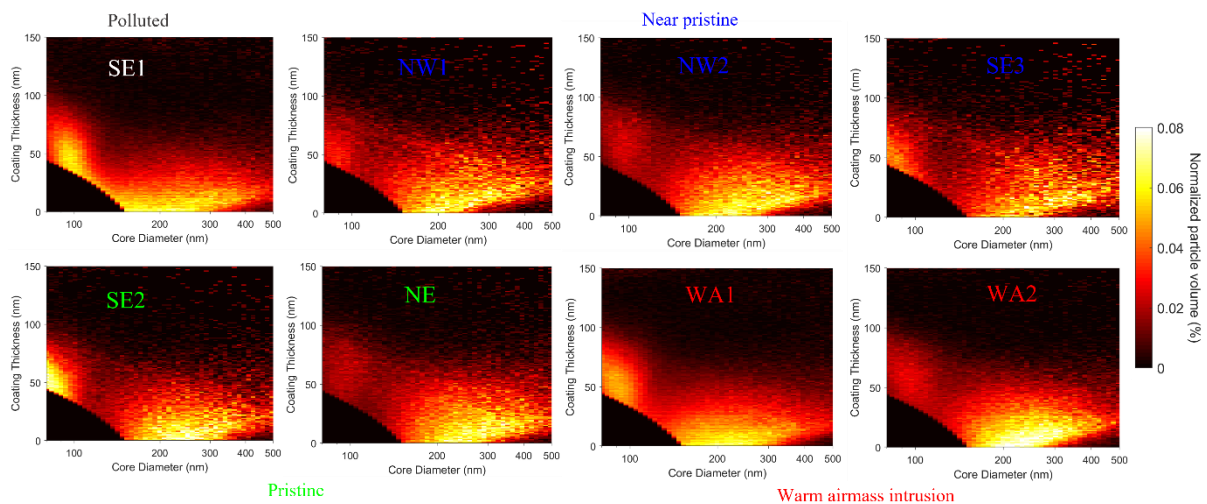 Polluted
Near pristine
SE1
NW1
NW2
SE3
150
100
50
0
Coating Thickness (nm)
100 200 300 400 500
Core Diameter (nm)
150
100
50
0
Coating Thickness (nm)
100 200 300 400 500
Core Diameter (nm)
150
100
50
0
Coating Thickness (nm)
100 200 300 400 500
Core Diameter (nm)
150
100
50
0
Coating Thickness (nm)
100 200 300 400 500
Core Diameter (nm)
SE2
NE
WA1
WA2
150
100
50
0
Coating Thickness (nm)
100 200 300 400 500
Core Diameter (nm)
150
100
50
0
Coating Thickness (nm)
100 200 300 400 500
Core Diameter (nm)
150
100
50
0
Coating Thickness (nm)
100 200 300 400 500
Core Diameter (nm)
150
100
50
0
Coating Thickness (nm)
100 200 300 400 500
Core Diameter (nm)
0.08
0.06
0.04
0.02
0
Normalized particle volume (%)
Pristine
Warm airmass intrusion